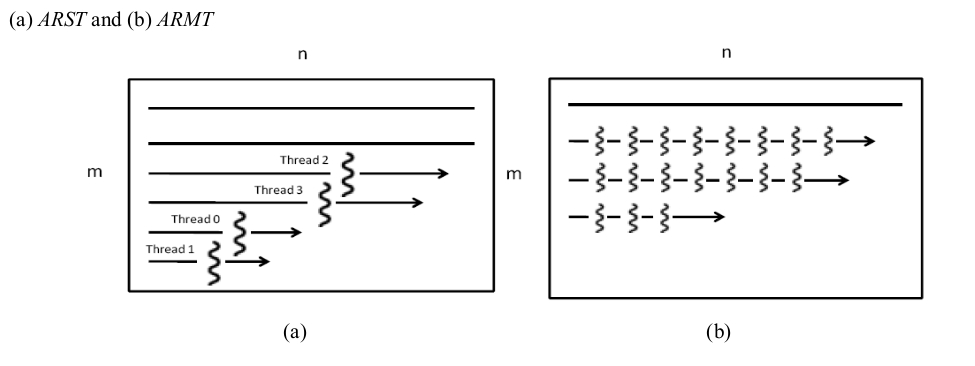 (a) ARST and (b) ARMT
n
n
m
m
Thread 2
Thread 3
Thread 0
Thread 1
(a)
(b)